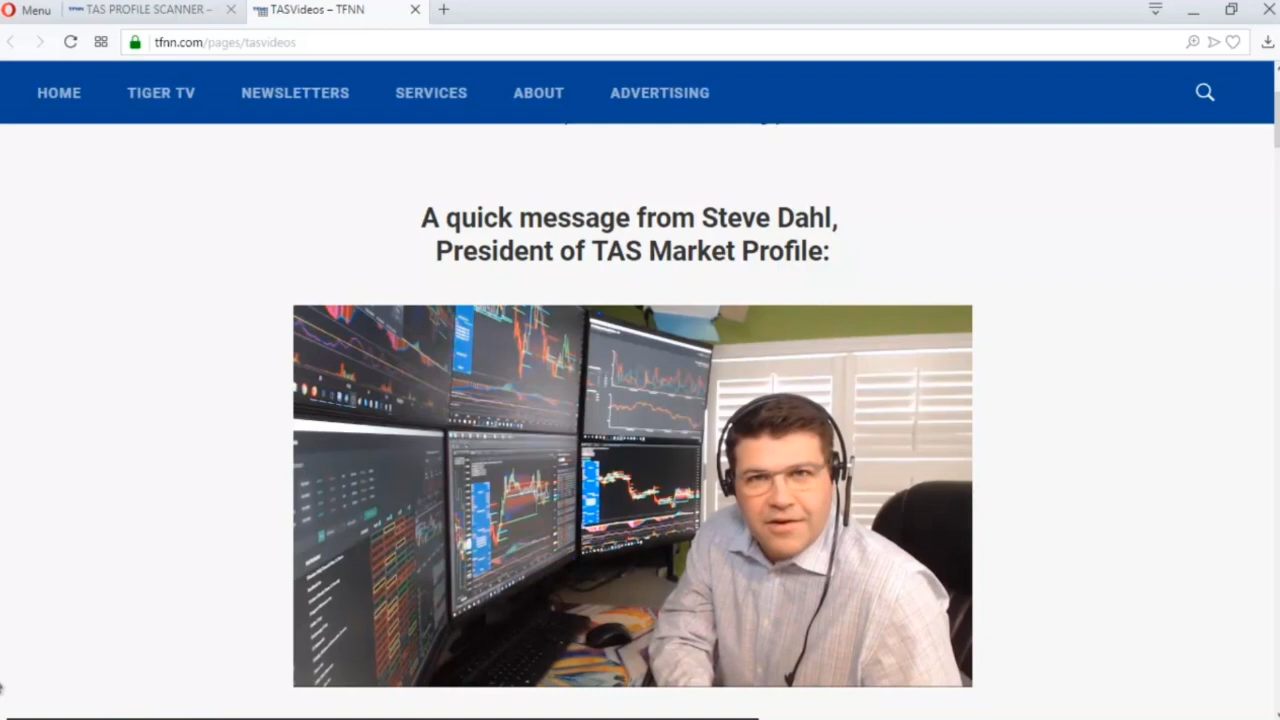 Menu
TAS PROFILE SCANNER –
TASVideos – TFNN
tfnn.com/pages/tasvideos
HOME
TIGER TV
NEWSLETTERS
SERVICES
ABOUT
ADVERTISING
A quick message from Steve Dahl,
President of TAS Market Profile: